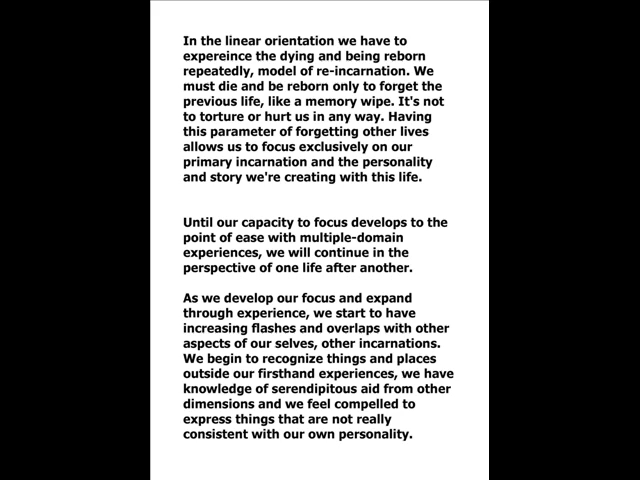 In the linear orientation we have to
expereince the dying and being reborn
repeatedly, model of re-incarnation. We
must die and be reborn only to forget the
previous life, like a memory wipe. It's not
to torture or hurt us in any way. Having
this parameter of forgetting other lives
allows us to focus exclusively on our
primary incarnation and the personality
and story we're creating with this life.
Until our capacity to focus develops to the
point of ease with multiple-domain
experiences, we will continue in the
perspective of one life after another.
As we develop our focus and expand
through experience, we start to have
increasing flashes and overlaps with other
aspects of our selves, other incarnations.
We begin to recognize things and places
outside our firsthand experiences, we have
knowledge of serendipitous aid from other
dimensions and we feel compelled to
express things that are not really
consistent with our own personality.